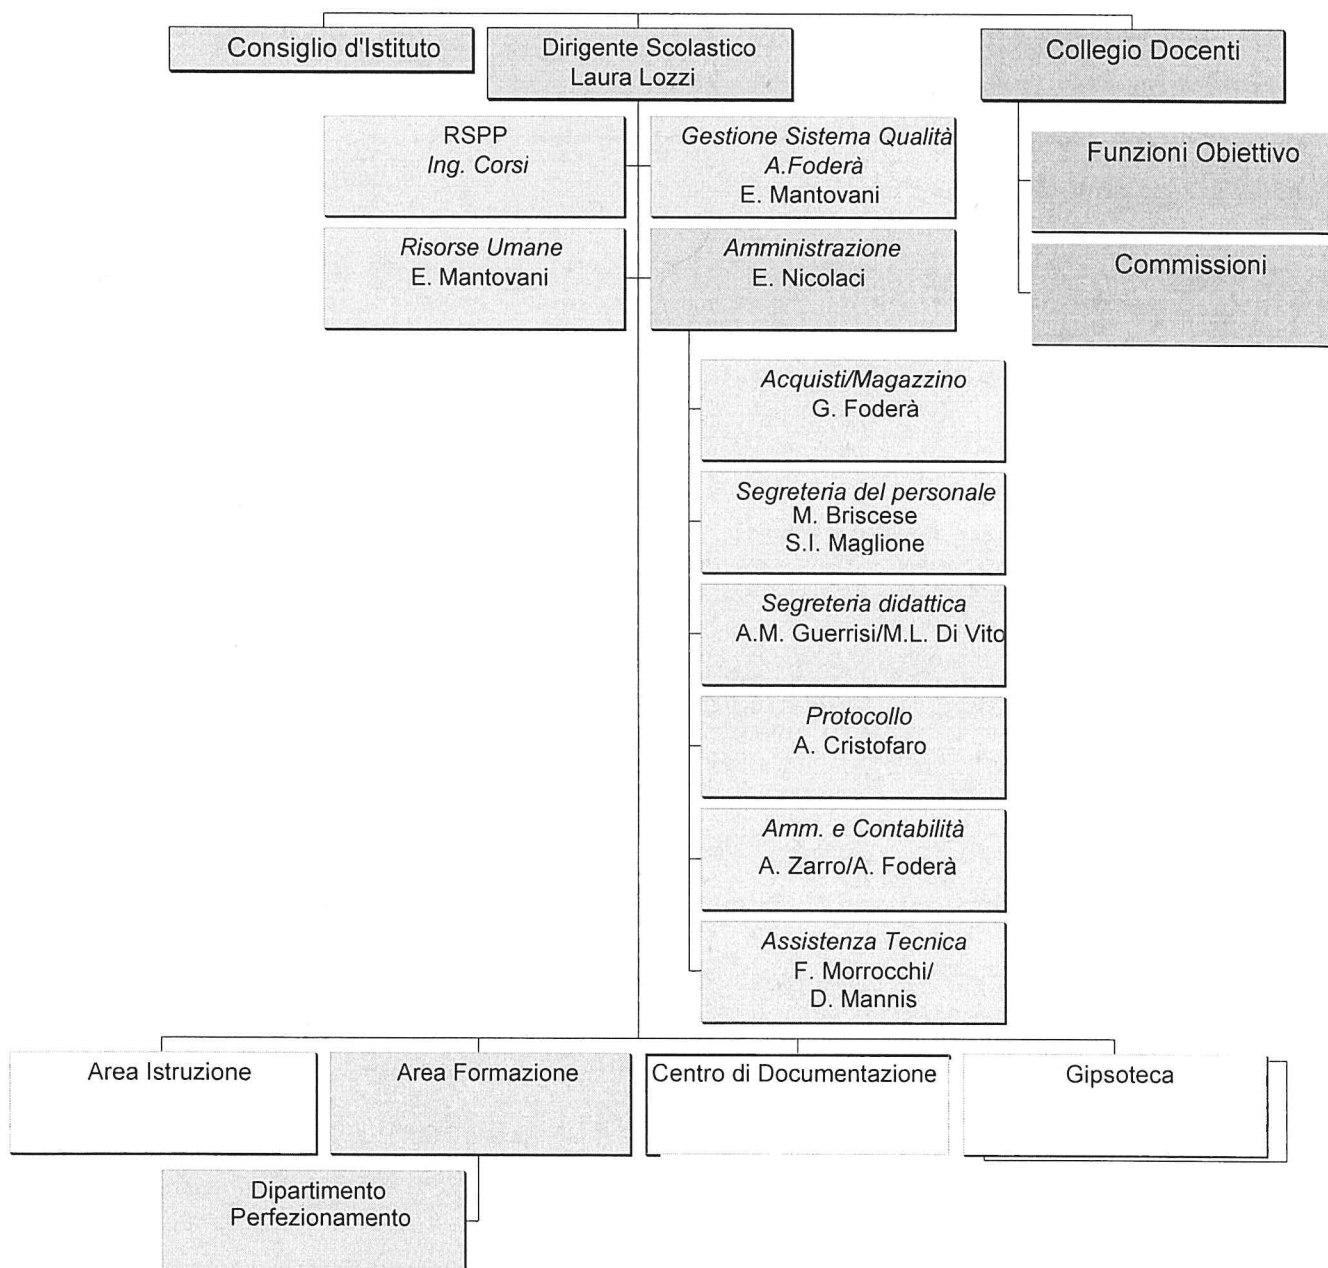 Consiglio d'Istituto
Dirigente Scolastico
Laura Lozzi
Collegio Docenti
RSPP
Ing. Corsi
Gestione Sistema Qualità
A.Foderà
E. Mantovani
Funzioni Obiettivo
Risorse Umane
E. Mantovani
Amministrazione
E. Nicolaci
Commissioni
Acquisti/Magazzino
G. Foderà
Segreteria del personale
M. Briscese
S.I. Maglione
Segreteria didattica
A.M. Guerrisi/M.L. Di Vito
Protocollo
A. Cristofaro
Amm. e Contabilità
A. Zarro/A. Foderà
Assistenza Tecnica
F. Morrocchi/
D. Mannis
Area Istruzione
Area Formazione
Centro di Documentazione
Gipsoteca
Dipartimento
Perfezionamento